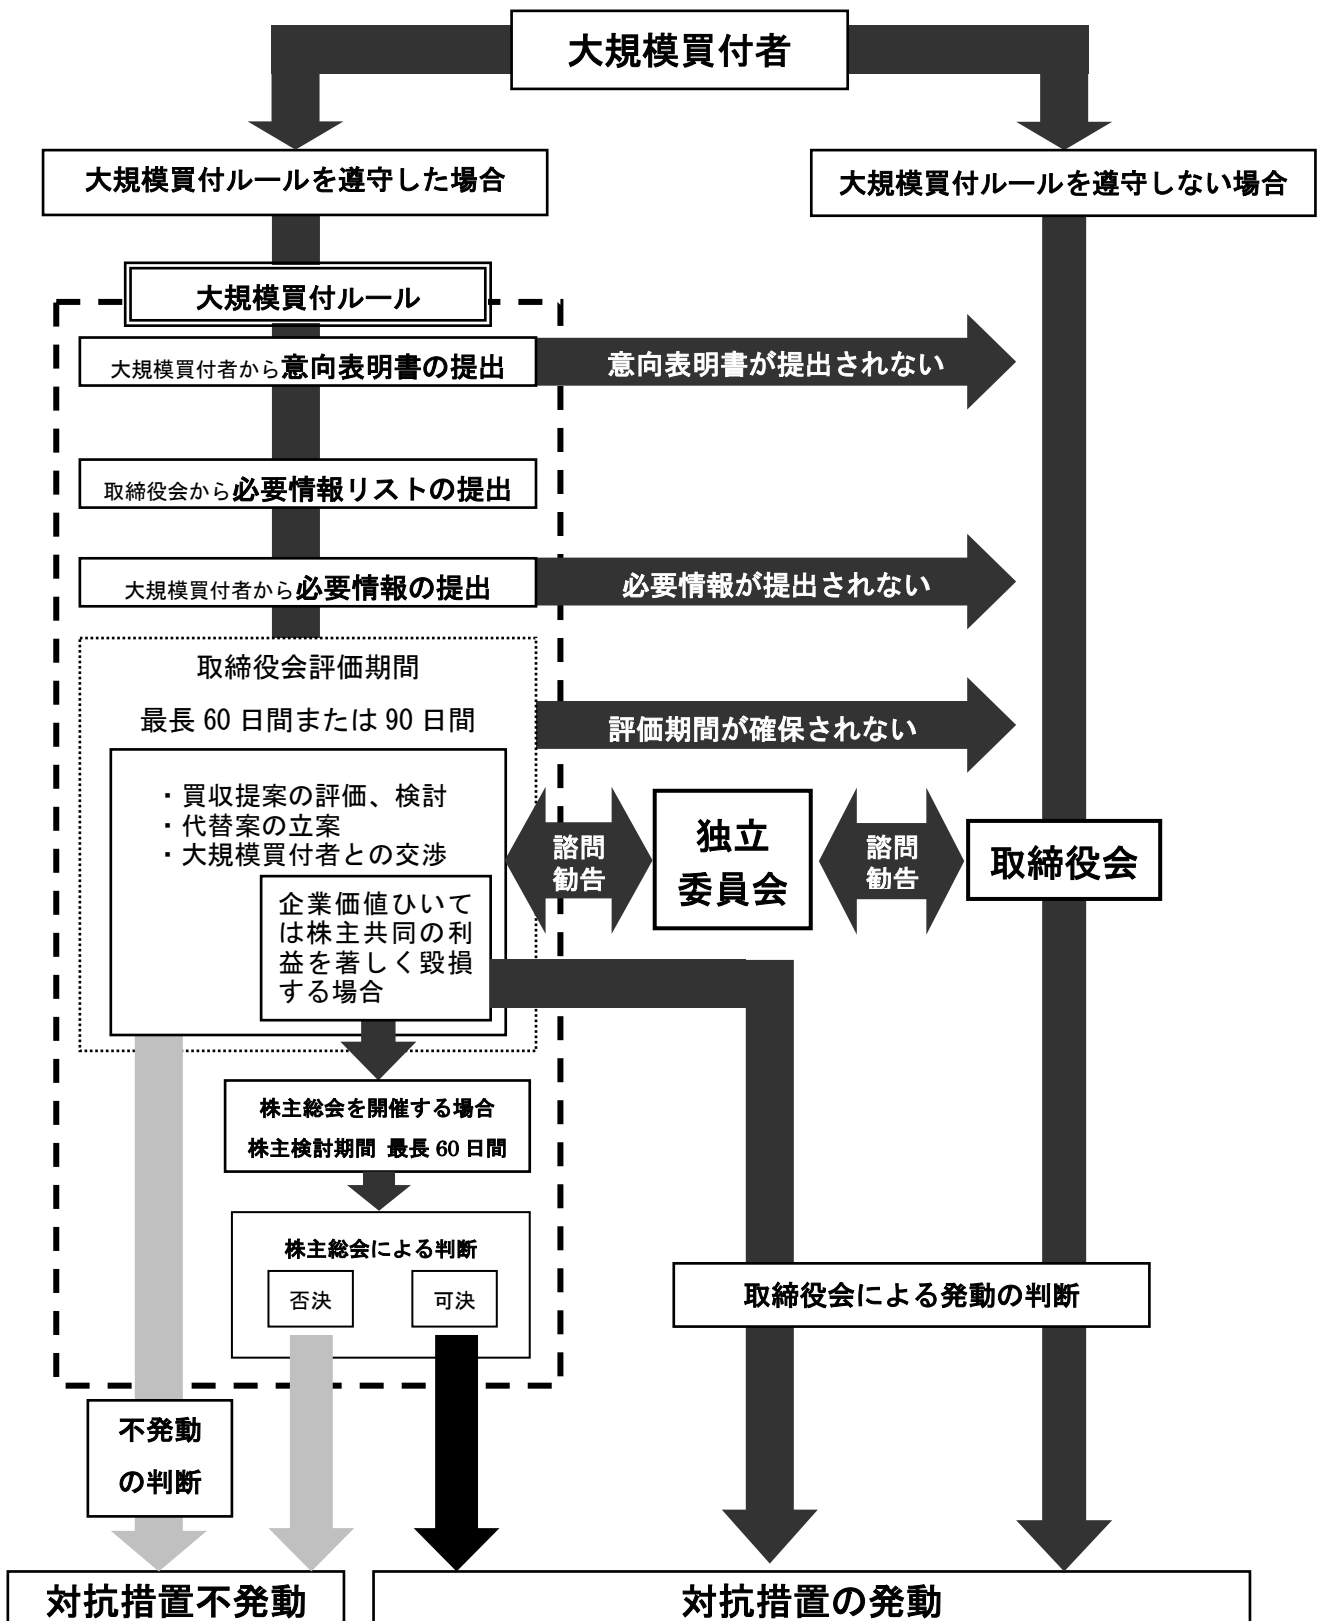 大規模買付者
大規模買付ルールを遵守した場合
大規模買付ルールを遵守しない場合
大規模買付ルール
大規模買付者から意向表明書の提出
意向表明書が提出されない
取締役会から必要情報リストの提出
大規模買付者から必要情報の提出
必要情報が提出されない
取締役会評価期間
最長 60 日間または 90 日間
評価期間が確保されない
・買収提案の評価、検討
・代替案の立案
・大規模買付者との交渉
諮問
勧告
独立
委員会
諮問
勧告
取締役会
企業価値ひいて
は株主共同の利
益を著しく毀損
する場合
株主総会を開催する場合
株主検討期間 最長 60 日間
株主総会による判断
否決
可決
取締役会による発動の判断
不発動
の判断
対抗措置不発動
対抗措置の発動